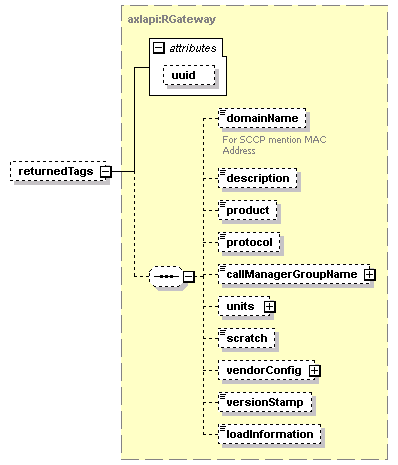 axlapi:RGateway
attributes
uuid
returnedTags
domainName
For SCCP mention MAC
Address
description
product
protocol
callManagerGroupName
units
scratch
vendorConfig
versionStamp
loadInformation